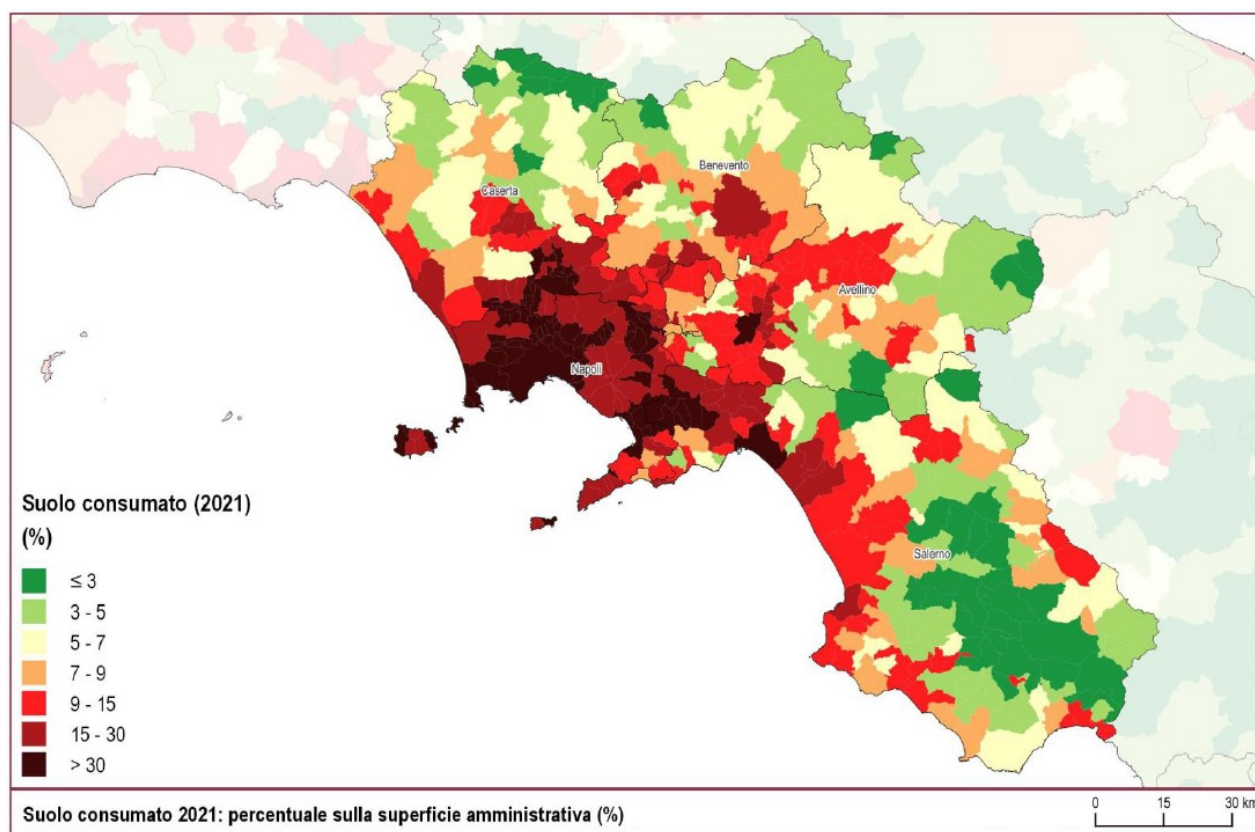 Benevento
Caserta
Avellino
Napoli
Salerno
Suolo consumato (2021)
(%)
≤ 3
3 - 5
5 - 7
7 - 9
9 - 15
15 - 30
> 30
Suolo consumato 2021: percentuale sulla superficie amministrativa (%)
0 15 30 km